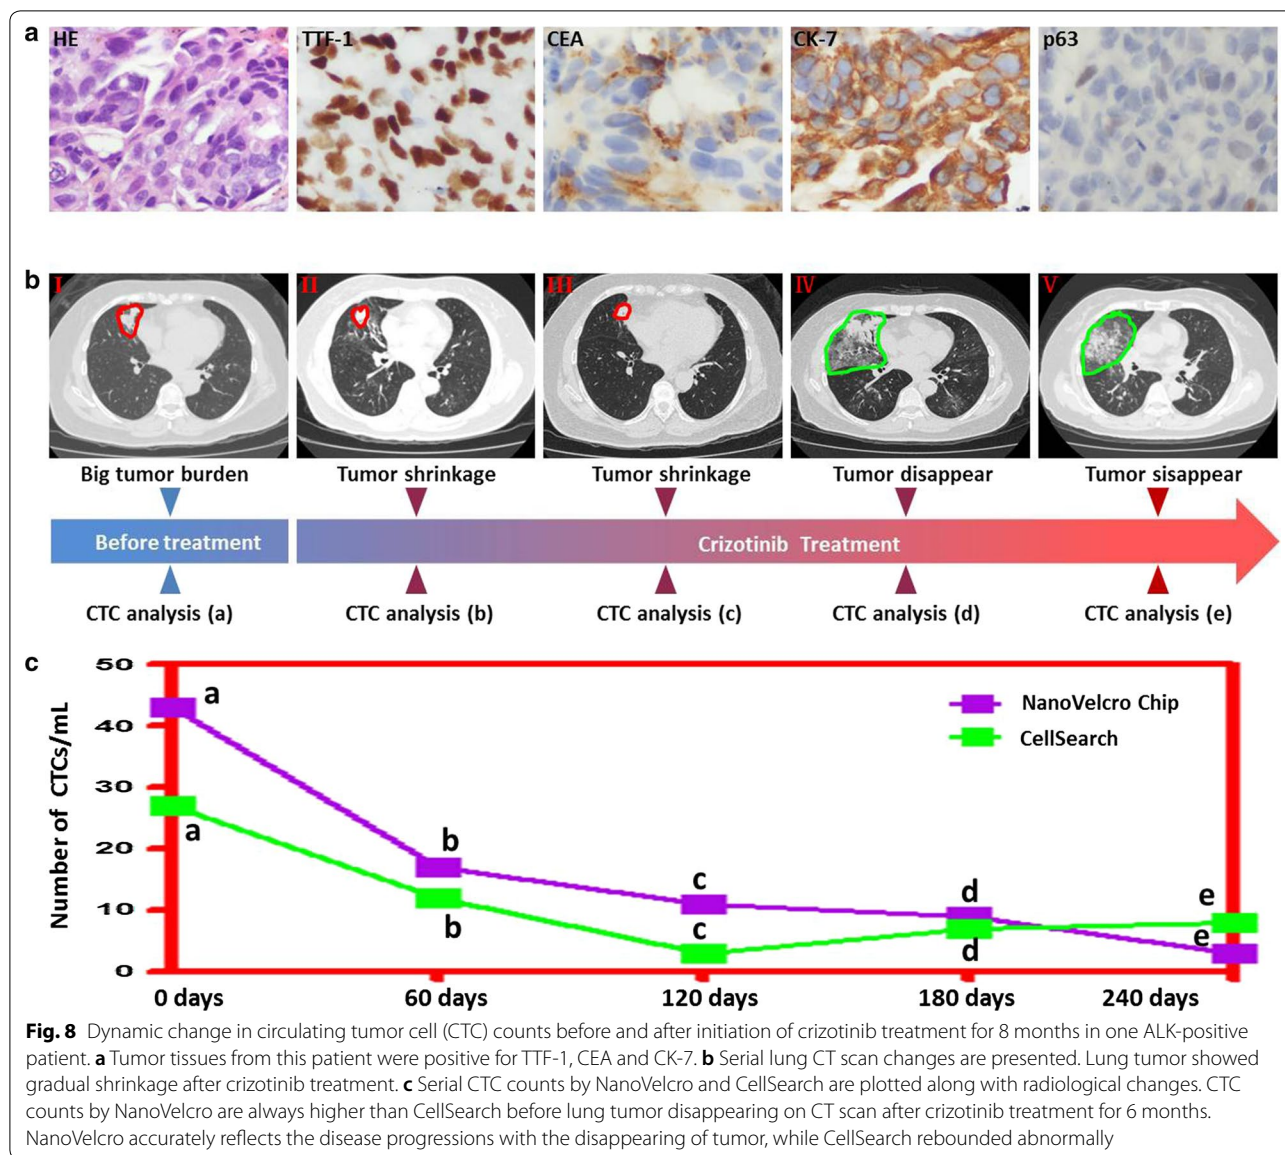 a
HE
TTF-1
CEA
CK-7
p63
b
I
II
III
IV
V
Big tumor burden
Tumor shrinkage
Tumor shrinkage
Tumor disappear
Tumor sisappear
Before treatment
Crizotinib Treatment
CTC analysis (a)
CTC analysis (b)
CTC analysis (c)
CTC analysis (d)
CTC analysis (e)
c
Number of CTCs/mL
50
40
30
20
10
0
a
a
b
b
c
c
d
d
e
e
NanoVelcro Chip
CellSearch
0 days
60 days
120 days
180 days
240 days
Fig. 8 Dynamic change in circulating tumor cell (CTC) counts before and after initiation of crizotinib treatment for 8 months in one ALK-positive
patient. a Tumor tissues from this patient were positive for TTF-1, CEA and CK-7. b Serial lung CT scan changes are presented. Lung tumor showed
gradual shrinkage after crizotinib treatment. c Serial CTC counts by NanoVelcro and CellSearch are plotted along with radiological changes. CTC
counts by NanoVelcro are always higher than CellSearch before lung tumor disappearing on CT scan after crizotinib treatment for 6 months.
NanoVelcro accurately reflects the disease progressions with the disappearing of tumor, while CellSearch rebounded abnormally